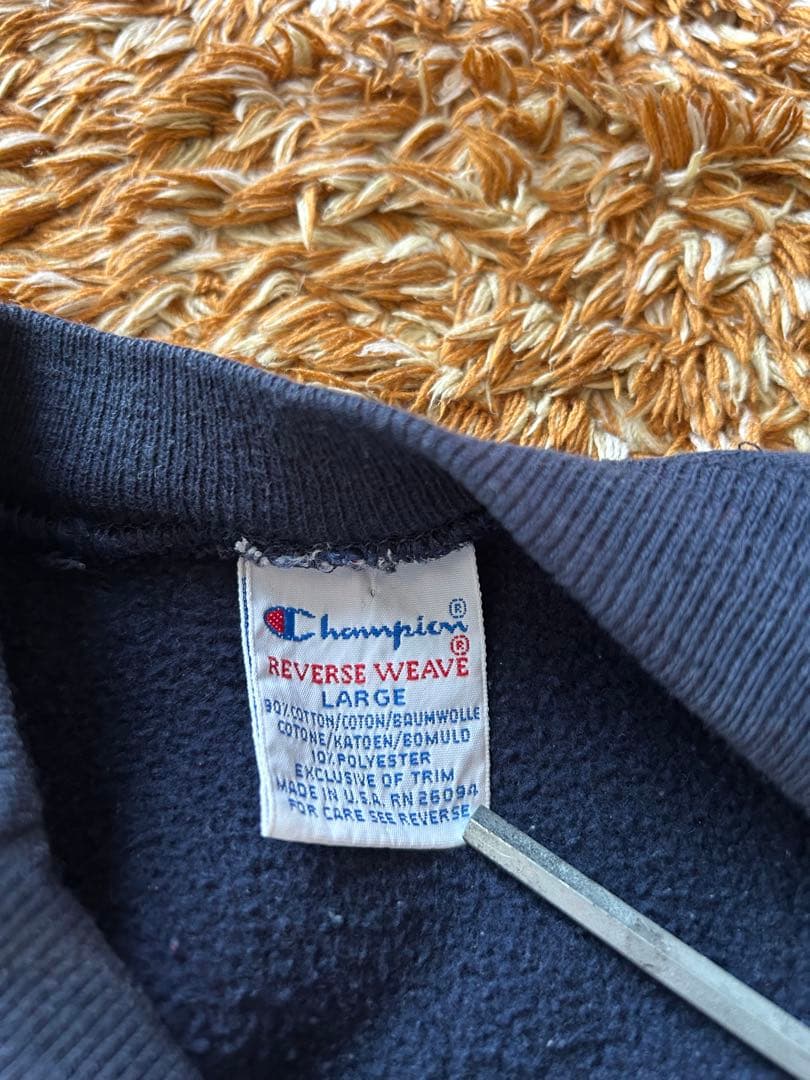 Champion®
REVERSE WEAVE®
LARGE
90% COTTON/COTON/BAUMWOLLE
COTONE/KATOEN/BOMULD
10% POLYESTER
EXCLUSIVE OF TRIM
MADE IN U.S.A. RN 26094
FOR CARE SEE REVERSE